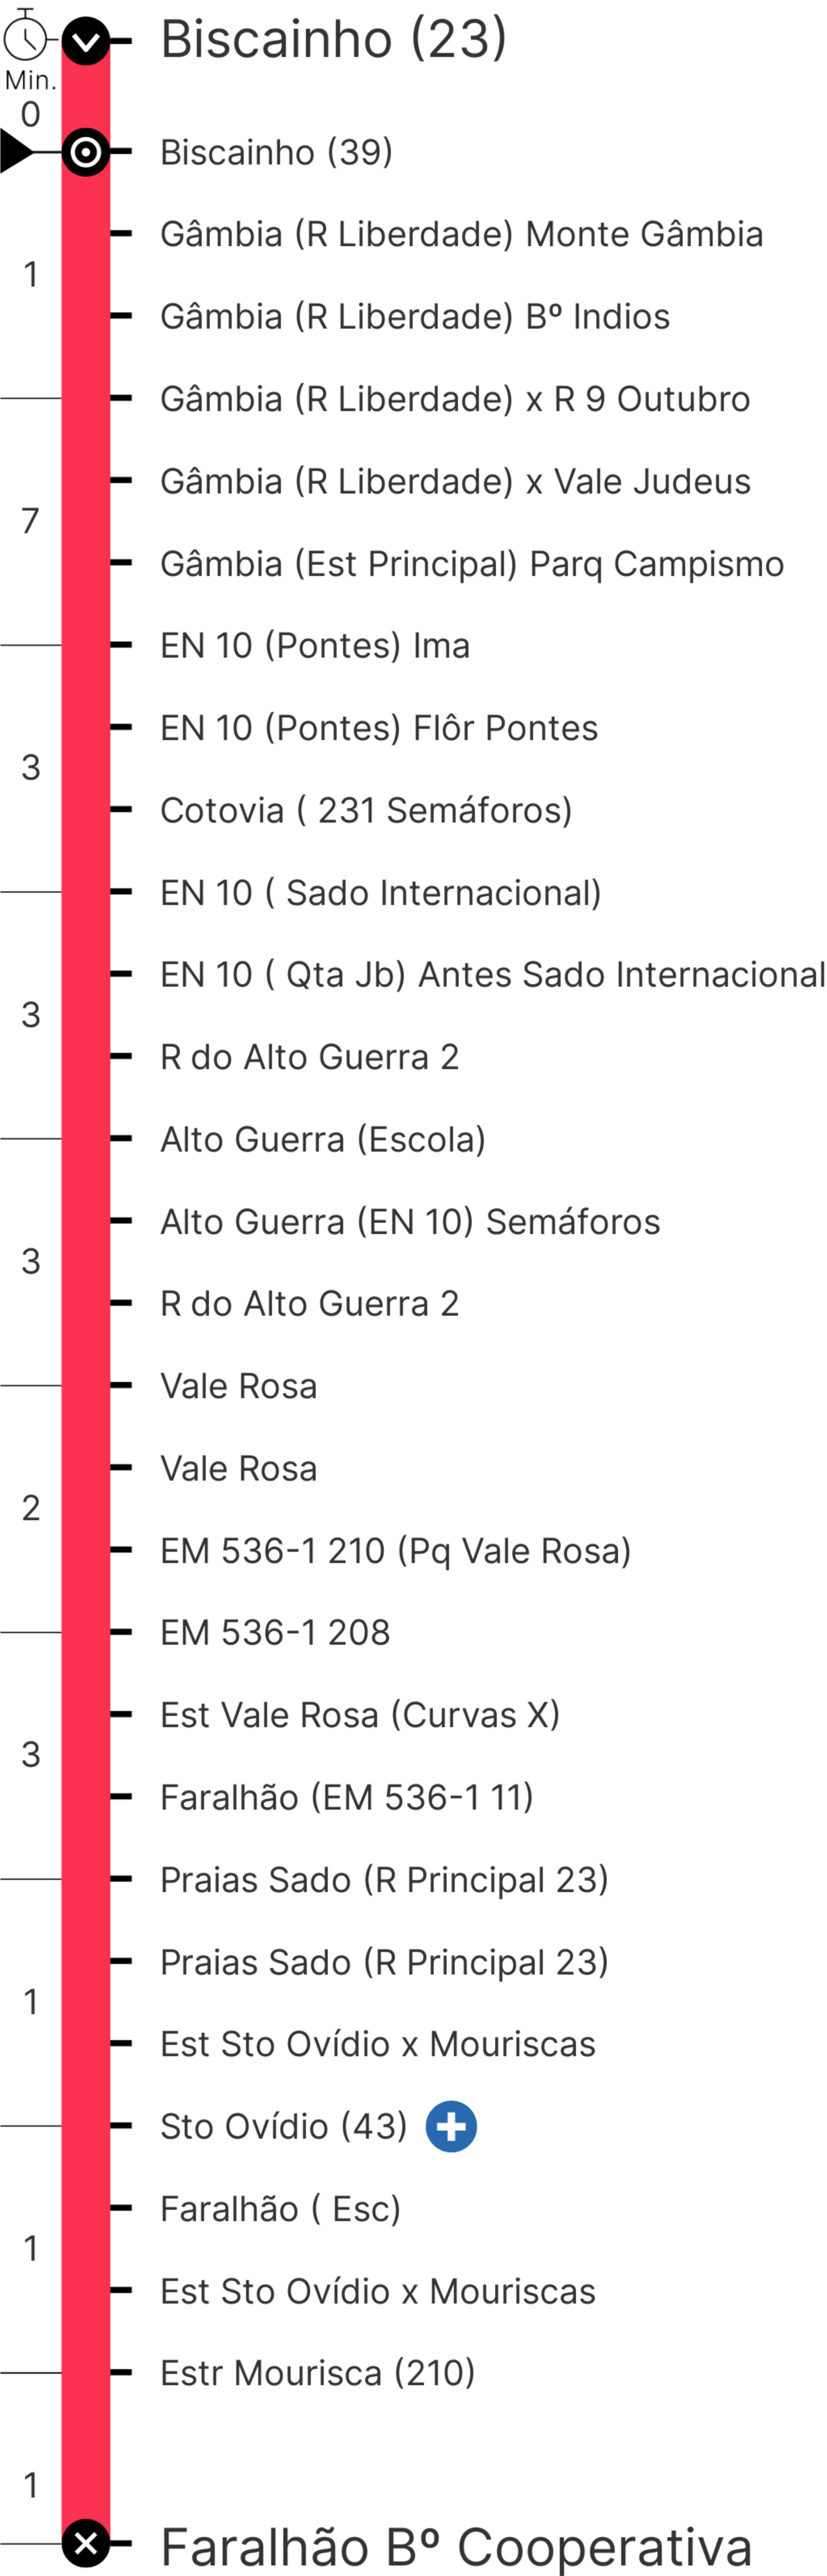 Biscainho (23)
Min.
0
Biscainho (39)
Gâmbia (R Liberdade) Monte Gâmbia
1
Gâmbia (R Liberdade) Bº Indios
Gâmbia (R Liberdade) x R 9 Outubro
Gâmbia (R Liberdade) x Vale Judeus
7
Gâmbia (Est Principal) Parq Campismo
EN 10 (Pontes) Ima
EN 10 (Pontes) Flôr Pontes
3
Cotovia ( 231 Semáforos)
EN 10 ( Sado Internacional)
EN 10 ( Qta Jb) Antes Sado Internacional
3
R do Alto Guerra 2
Alto Guerra (Escola)
Alto Guerra (EN 10) Semáforos
3
R do Alto Guerra 2
Vale Rosa
Vale Rosa
2
EM 536-1 210 (Pq Vale Rosa)
EM 536-1 208
Est Vale Rosa (Curvas X)
3
Faralhão (EM 536-1 11)
Praias Sado (R Principal 23)
Praias Sado (R Principal 23)
1
Est Sto Ovídio x Mouriscas
Sto Ovídio (43)
Faralhão ( Esc)
1
Est Sto Ovídio x Mouriscas
Estr Mourisca (210)
1
Faralhão Bº Cooperativa